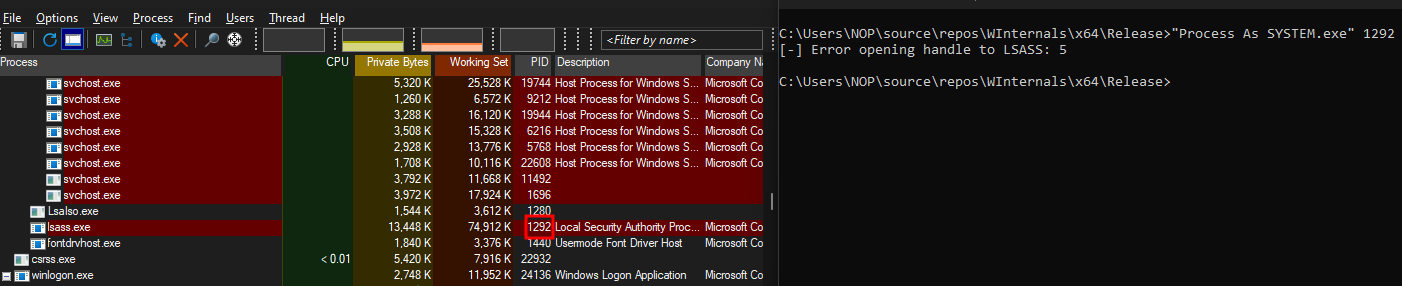 File Options View Process Find Users Thread Help
<Filter by name>
Process CPU Private Bytes Working Set PID Description Company Na
svchost.exe 5,320 K 25,528 K 19744 Host Process for Windows S... Microsoft Co
svchost.exe 1,260 K 6,572 K 9212 Host Process for Windows S... Microsoft Co
svchost.exe 3,288 K 16,120 K 19944 Host Process for Windows S... Microsoft Co
svchost.exe 3,508 K 15,328 K 6216 Host Process for Windows S... Microsoft Co
svchost.exe 2,928 K 13,776 K 5768 Host Process for Windows S... Microsoft Co
svchost.exe 1,708 K 10,116 K 22608 Host Process for Windows S... Microsoft Co
svchost.exe 3,792 K 11,668 K 11492
svchost.exe 3,972 K 17,924 K 1696
LsaIso.exe 1,544 K 3,612 K 1280
lsass.exe 13,448 K 74,912 K 1292 Local Security Authority Proc... Microsoft Co
fontdrvhost.exe 1,840 K 3,376 K 1440 Usermode Font Driver Host Microsoft Co
csrss.exe < 0.01 5,420 K 7,916 K 22932
winlogon.exe 2,748 K 11,952 K 24136 Windows Logon Application Microsoft Co
C:\Users\NOP\source\repos\WInternals\x64\Release>"Process As SYSTEM.exe" 1292
[-] Error opening handle to LSASS: 5
C:\Users\NOP\source\repos\WInternals\x64\Release>